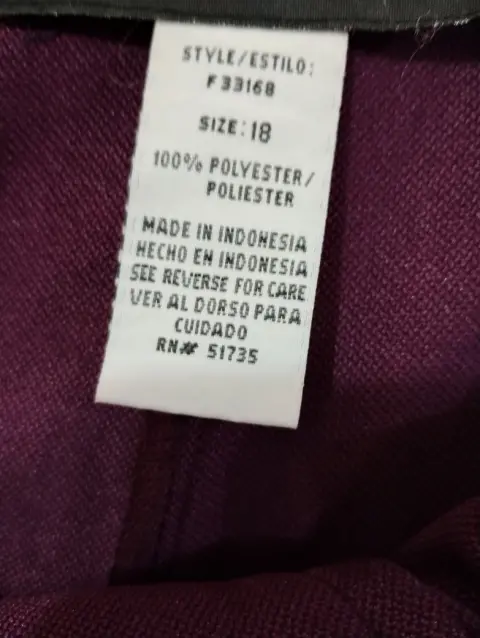 STYLE/ESTILO:
F33168
SIZE: 18
100% POLYESTER/
POLIESTER
MADE IN INDONESIA
HECHO EN INDONESIA
SEE REVERSE FOR CARE
VER AL DORSO PARA
CUIDADO
RN# 51735